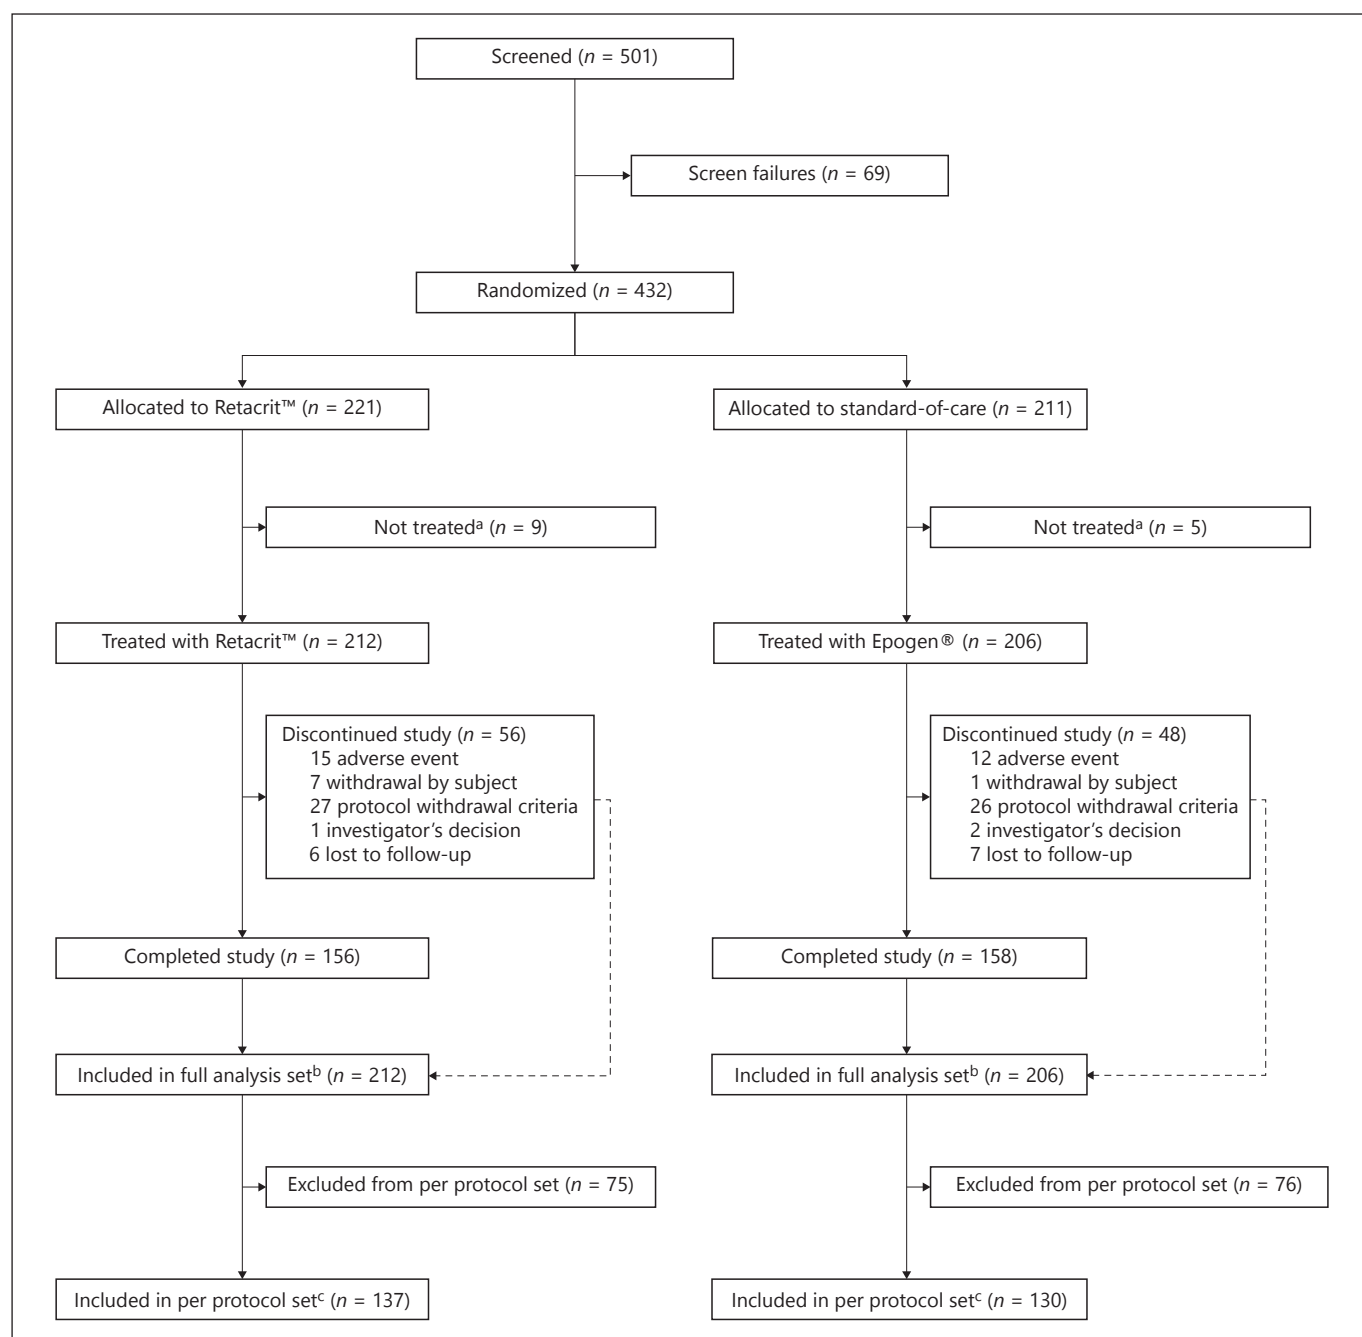 Screened (n = 501)
Screen failures (n = 69)
Randomized (n = 432)
Allocated to Retacrit™ (n = 221)
Allocated to standard-of-care (n = 211)
Not treatedᵃ (n = 9)
Not treatedᵃ (n = 5)
Treated with Retacrit™ (n = 212)
Treated with Epogen® (n = 206)
Discontinued study (n = 56)
15 adverse event
7 withdrawal by subject
27 protocol withdrawal criteria
1 investigator’s decision
6 lost to follow-up
Discontinued study (n = 48)
12 adverse event
1 withdrawal by subject
26 protocol withdrawal criteria
2 investigator’s decision
7 lost to follow-up
Completed study (n = 156)
Completed study (n = 158)
Included in full analysis setᵇ (n = 212)
Included in full analysis setᵇ (n = 206)
Excluded from per protocol set (n = 75)
Excluded from per protocol set (n = 76)
Included in per protocol setᶜ (n = 137)
Included in per protocol setᶜ (n = 130)